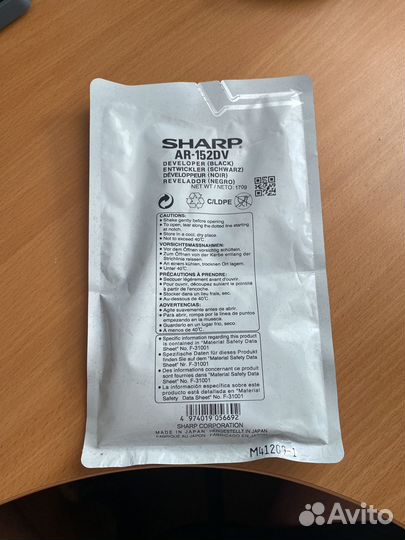 SHARP
AR-152DV
DEVELOPER (BLACK)
ENTWICKLER (SCHWARZ)
DÉVELOPPEUR (NOIR)
REVELADOR (NEGRO)
NET WT / NETO: 170g
C/LDPE
CAUTIONS:
• Shake gently before opening.
• To open, tear along the dotted line starting
at notch.
• Store in a cool, dry place.
• Not to exceed 40°C.
VORSICHTSMASSNAHMEN:
• Vor dem Öffnen vorsichtig schütteln.
• Zum Öffnen von der Kerbe entlang der
Strichlinie reissen.
• An einem kühlen, trocknen Ort lagern.
• Unter 40°C.
PRÉCAUTIONS À PRENDRE:
• Secouer légèrement avant d'ouvrir.
• Pour ouvrir, découpez suivant le pointillé à partir
de l'encoche.
• Stocker dans un lieu frais, sec.
• Au-dessous de 40°C.
ADVERTENCIAS:
• Agite suavemente antes de abrir.
• Para abrir, rompa por la línea de puntos
empezando en la muesca.
• Guardarlo en un lugar frío, seco.
• A menos de 40°C.
• Specific information regarding this product
is contained in "Material Safety Data
Sheet" No. F-31001
• Spezifische Daten für dieses Produkt
finden Sie auf dem "Material Safety Data
Sheet" Nr. F-31001
• Des informations concernant ce produit
sont fournies dans "Material Safety Data
Sheet" No. F-31001
• La información específica sobre este
producto está detallada en "Material
Safety Data Sheet" No. F-31001
4 974019 056692
SHARP CORPORATION
MADE IN JAPAN HERGESTELLT IN JAPAN
FABRIQUÉ AU JAPON FABRICADO EN JAPÓN
M41209-1
Avito